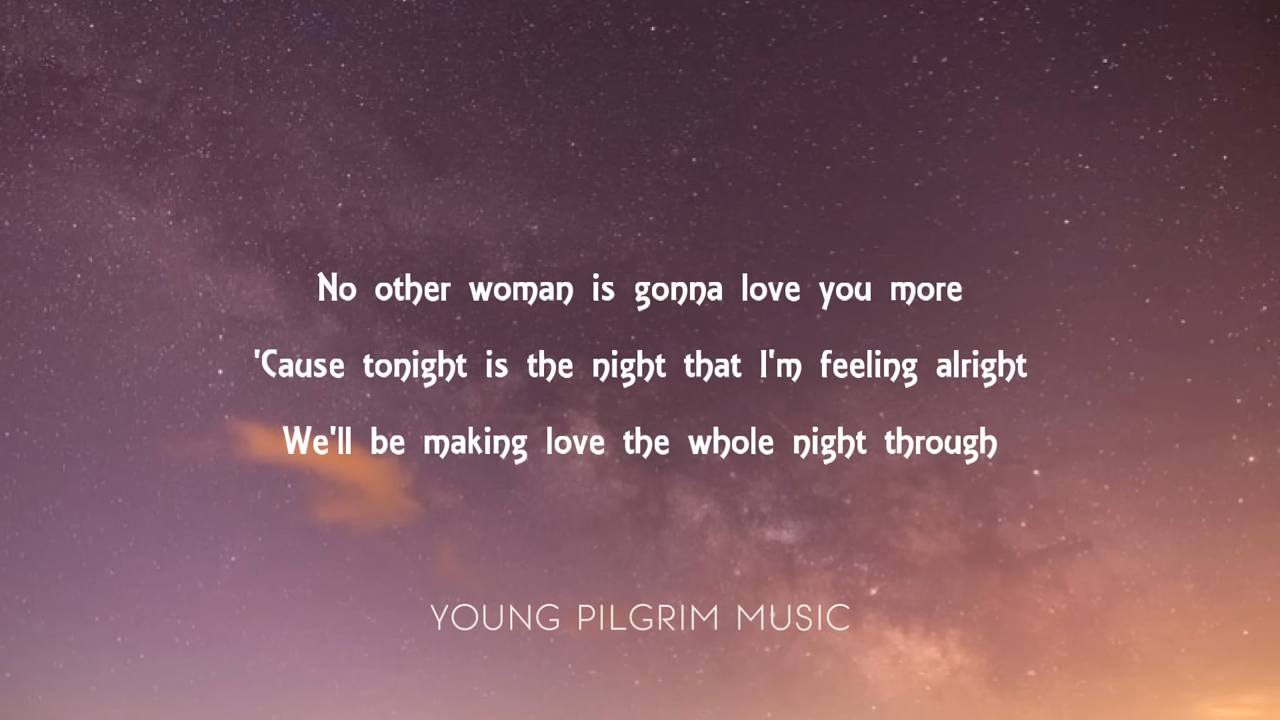 No other woman is gonna love you more
'Cause tonight is the night that I'm feeling alright
We'll be making love the whole night through
YOUNG PILGRIM MUSIC